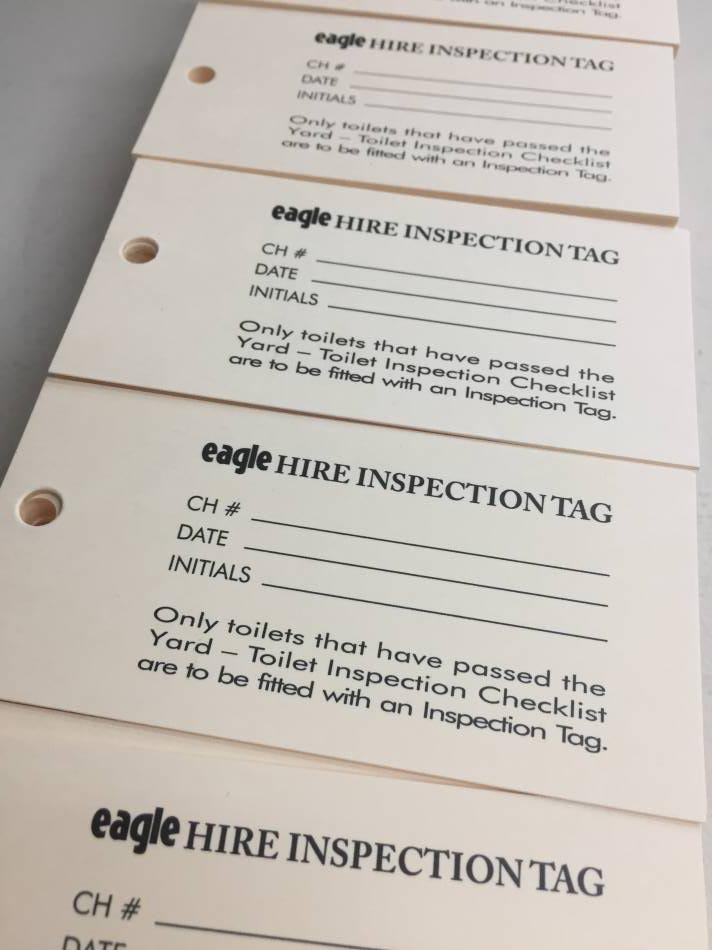 an Inspection Tag.
eagle HIRE INSPECTION TAG
CH #
DATE
INITIALS
Only toilets that have passed the
Yard – Toilet Inspection Checklist
are to be fitted with an Inspection Tag.
eagle HIRE INSPECTION TAG
CH #
DATE
INITIALS
Only toilets that have passed the
Yard – Toilet Inspection Checklist
are to be fitted with an Inspection Tag.
eagle HIRE INSPECTION TAG
CH #
DATE
INITIALS
Only toilets that have passed the
Yard – Toilet Inspection Checklist
are to be fitted with an Inspection Tag.
eagle HIRE INSPECTION TAG
CH #
DATE